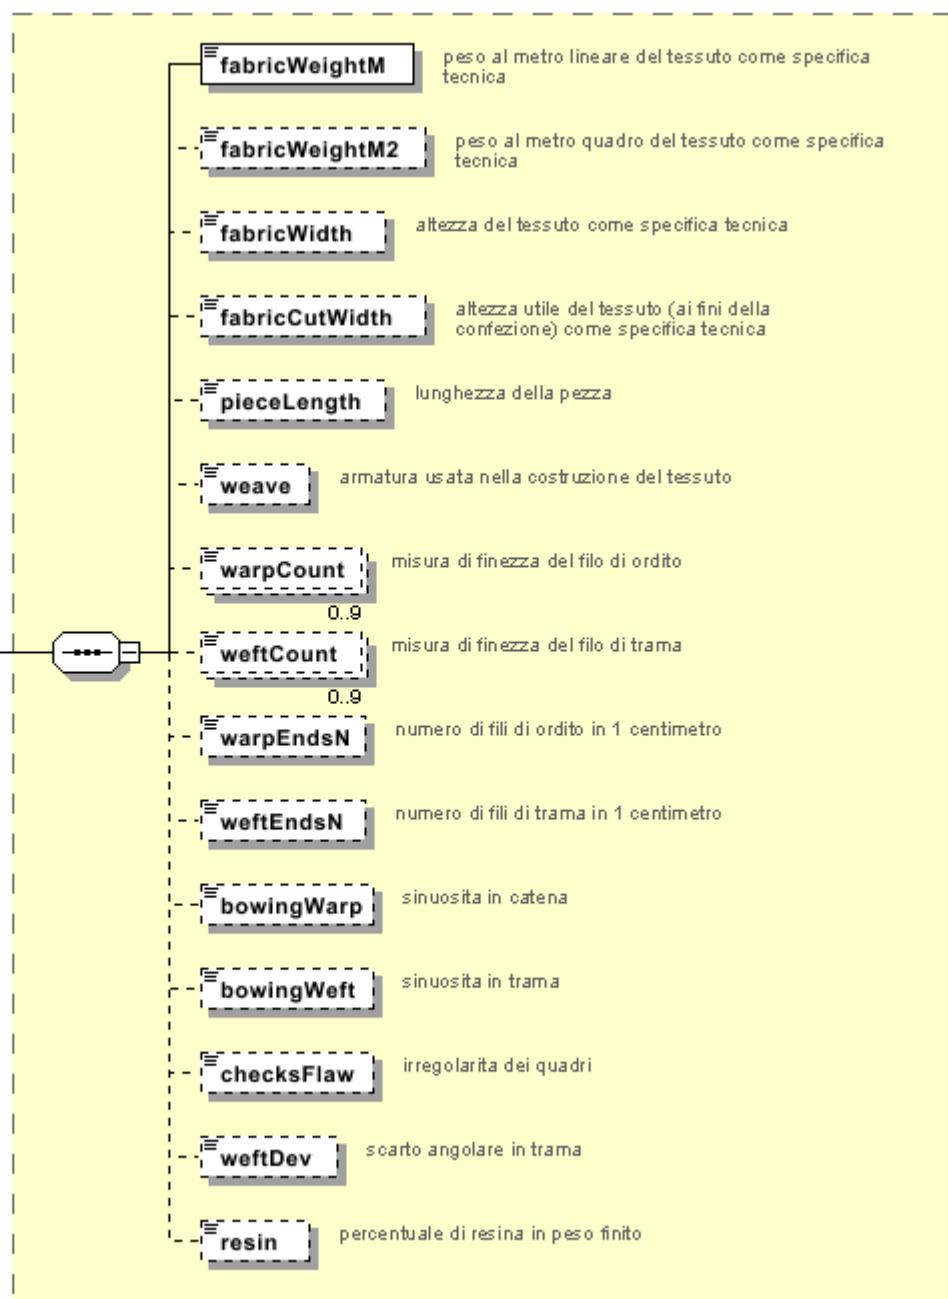 fabricWeightM
peso al metro lineare del tessuto come specifica
tecnica
fabricWeightM2
peso al metro quadro del tessuto come specifica
tecnica
fabricWidth
altezza del tessuto come specifica tecnica
fabricCutWidth
altezza utile del tessuto (ai fini della
confezione) come specifica tecnica
pieceLength
lunghezza della pezza
weave
armatura usata nella costruzione del tessuto
warpCount
misura di finezza del filo di ordito
0..9
weftCount
misura di finezza del filo di trama
0..9
warpEndsN
numero di fili di ordito in 1 centimetro
weftEndsN
numero di fili di trama in 1 centimetro
bowingWarp
sinuosita in catena
bowingWeft
sinuosita in trama
checksFlaw
irregolarita dei quadri
weftDev
scarto angolare in trama
resin
percentuale di resina in peso finito